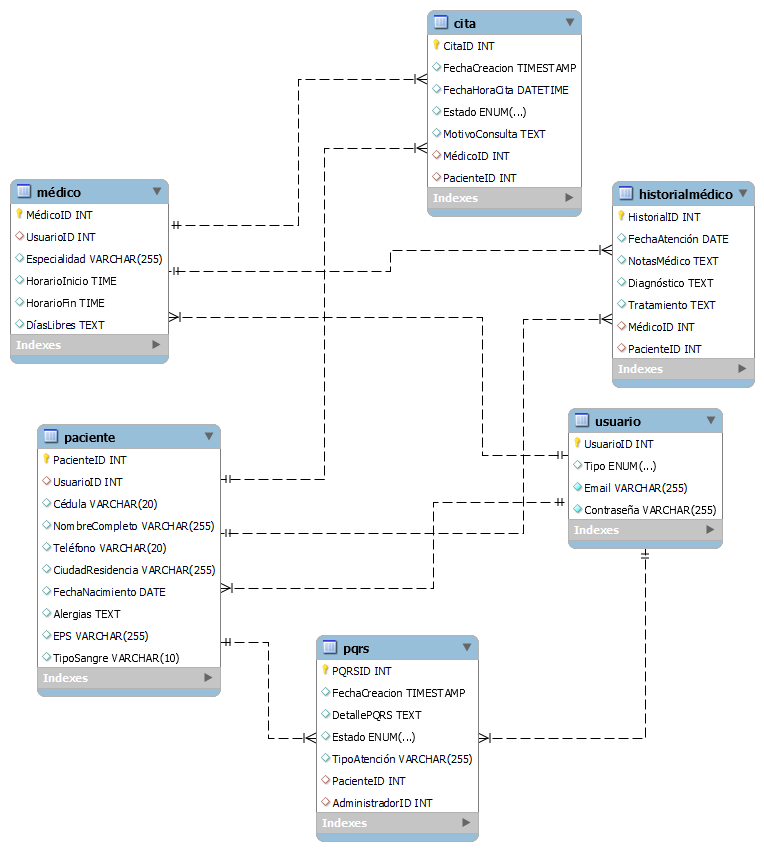 cita
CitaID INT
FechaCreacion TIMESTAMP
FechaHoraCita DATETIME
Estado ENUM(...)
MotivoConsulta TEXT
MédicoID INT
PacienteID INT
Indexes
médico
MédicoID INT
UsuarioID INT
Especialidad VARCHAR(255)
HorarioInicio TIME
HorarioFin TIME
DíasLibres TEXT
Indexes
historialmédico
HistorialID INT
FechaAtención DATE
NotasMédico TEXT
Diagnóstico TEXT
Tratamiento TEXT
MédicoID INT
PacienteID INT
Indexes
paciente
PacienteID INT
UsuarioID INT
Cédula VARCHAR(20)
NombreCompleto VARCHAR(255)
Teléfono VARCHAR(20)
CiudadResidencia VARCHAR(255)
FechaNacimiento DATE
Alergias TEXT
EPS VARCHAR(255)
TipoSangre VARCHAR(10)
Indexes
usuario
UsuarioID INT
Tipo ENUM(...)
Email VARCHAR(255)
Contraseña VARCHAR(255)
Indexes
pqrs
PQRSID INT
FechaCreacion TIMESTAMP
DetallePQRS TEXT
Estado ENUM(...)
TipoAtención VARCHAR(255)
PacienteID INT
AdministradorID INT
Indexes